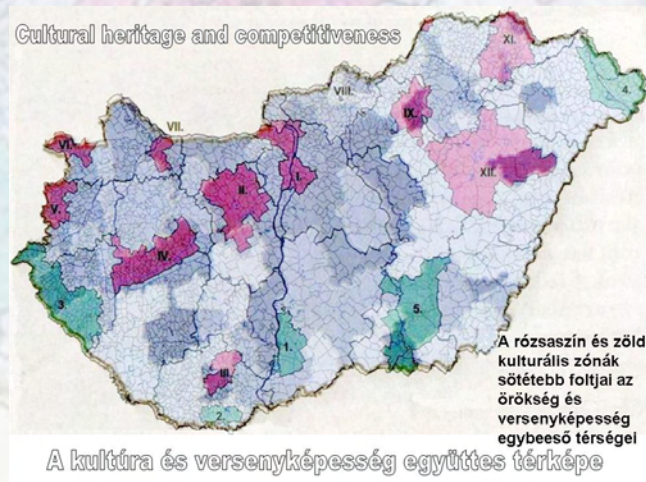 Cultural heritage and competitiveness
XI.
4.
VIII.
IX.
VII.
VI.
I.
XII.
II.
V.
IV.
3
5.
1.
III.
2.
A rózsaszín és zöld
kulturális zónák
sötétebb foltjai az
örökség és
versenyképesség
egybeeső térségei
A kultúra és versenyképesség együttes térképe